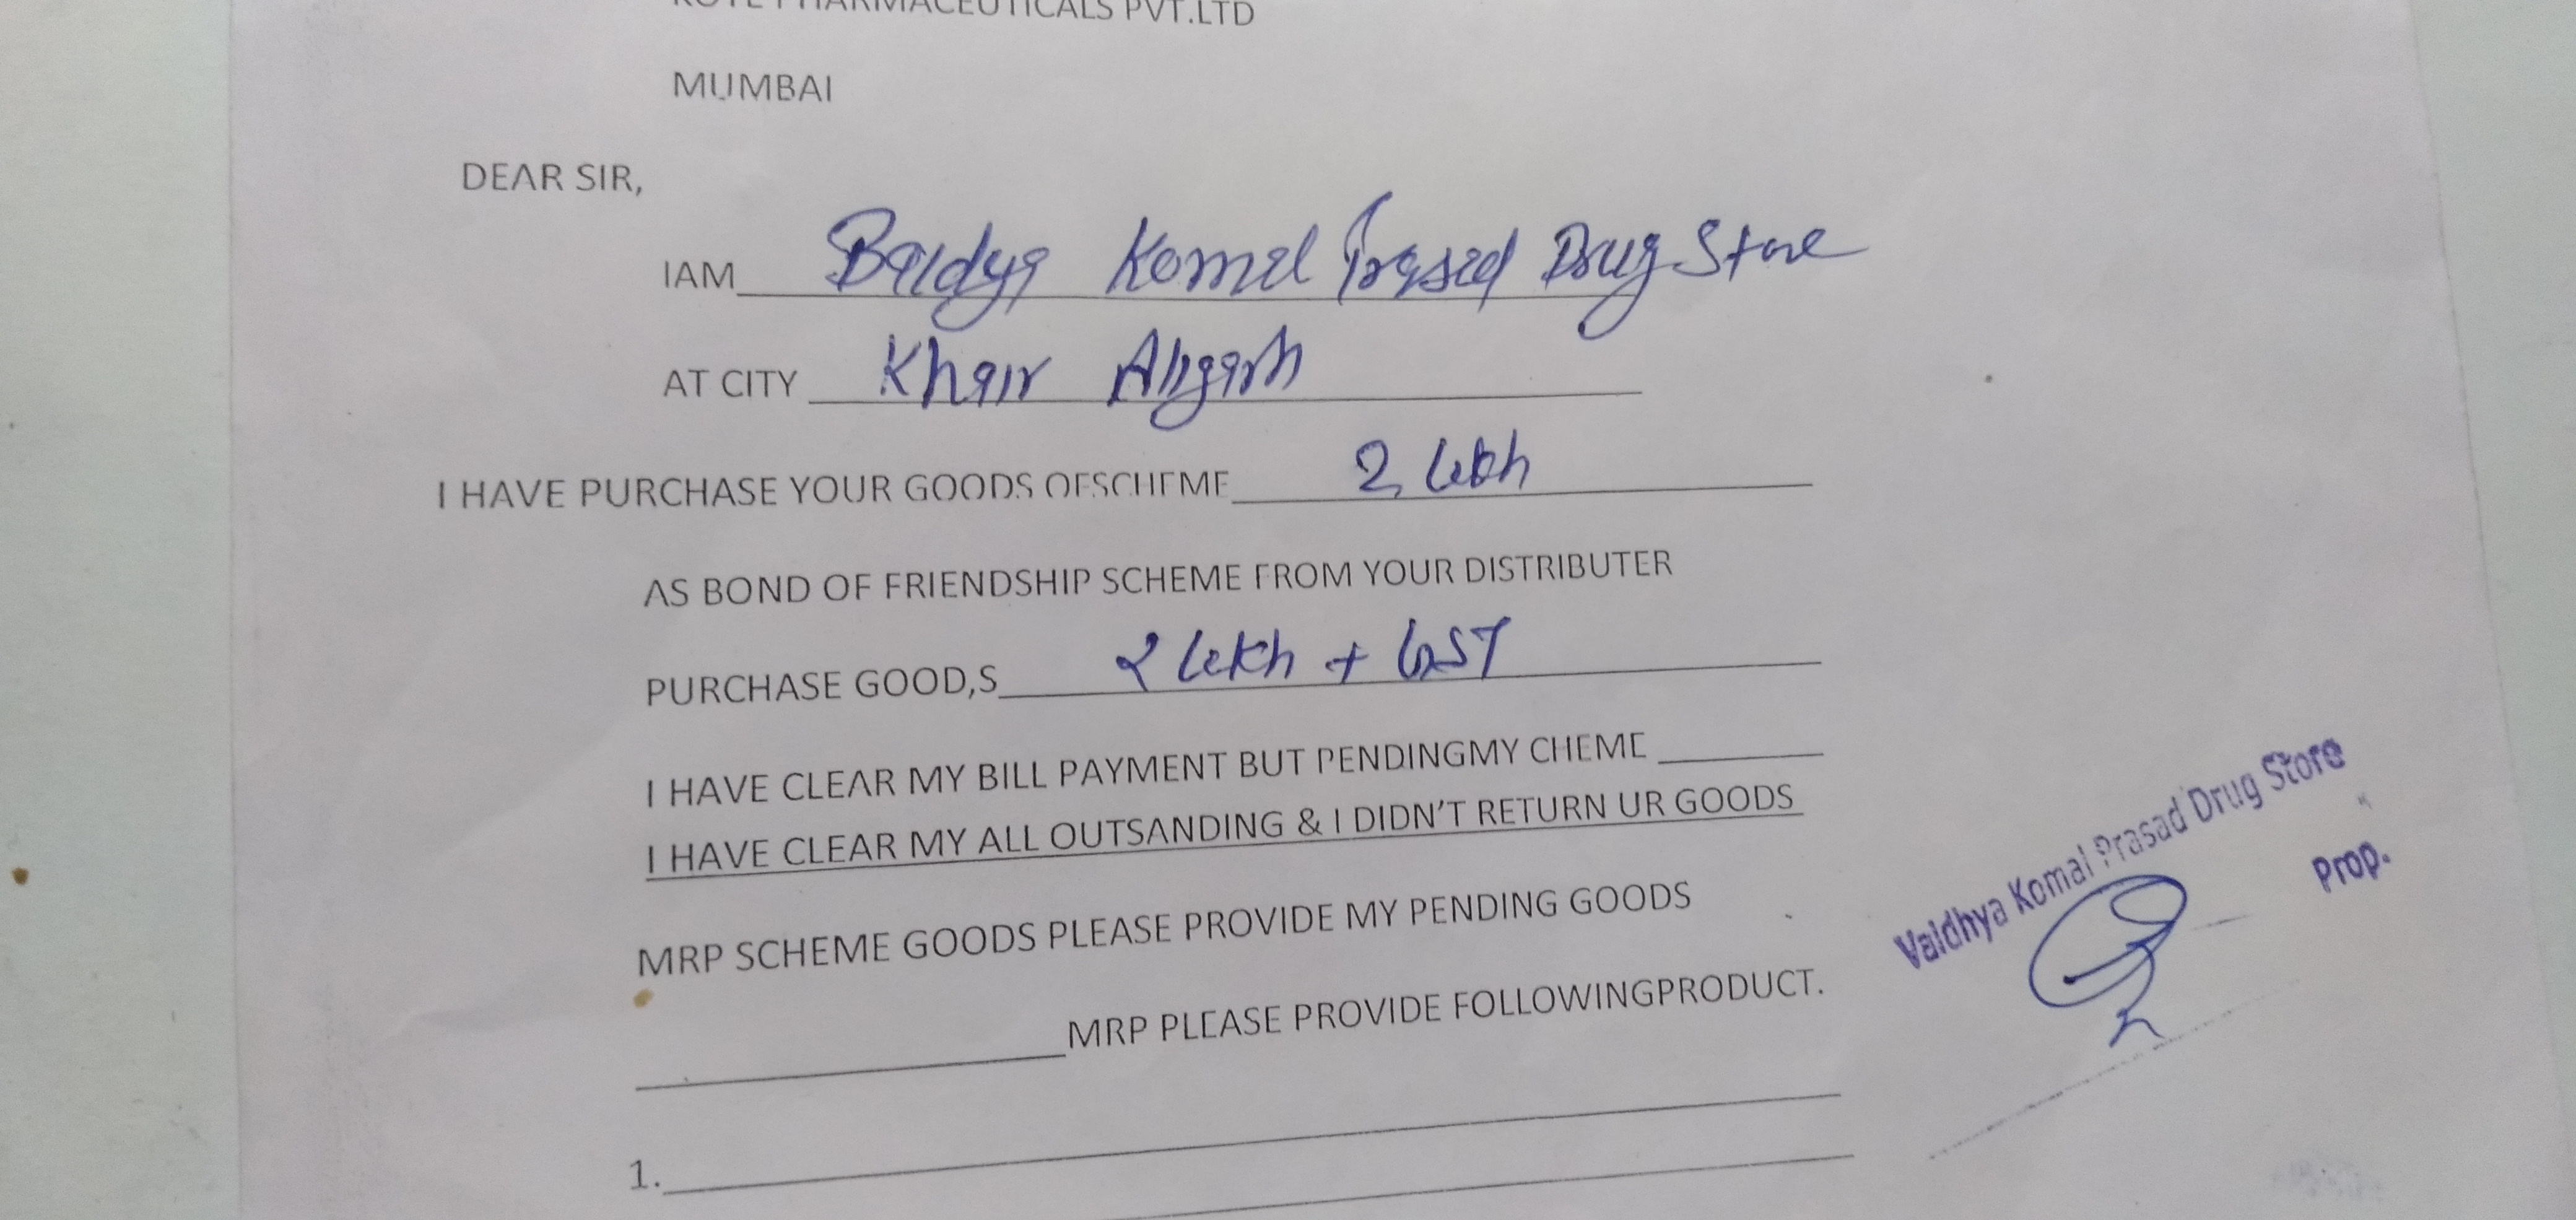 PHARMACEUTICALS PVT.LTD
MUMBAI
DEAR SIR,
IAM Baidya Komal Prasad Drug Store
AT CITY Khair Aligarh
I HAVE PURCHASE YOUR GOODS OFSCHEME 2 lakh
AS BOND OF FRIENDSHIP SCHEME FROM YOUR DISTRIBUTER
PURCHASE GOOD,S 2 lakh + GST
I HAVE CLEAR MY BILL PAYMENT BUT PENDINGMY CHEME
I HAVE CLEAR MY ALL OUTSANDING & I DIDN'T RETURN UR GOODS
MRP SCHEME GOODS PLEASE PROVIDE MY PENDING GOODS
MRP PLEASE PROVIDE FOLLOWINGPRODUCT.
1.
Vaidhya Komal Prasad Drug Store
Prop.